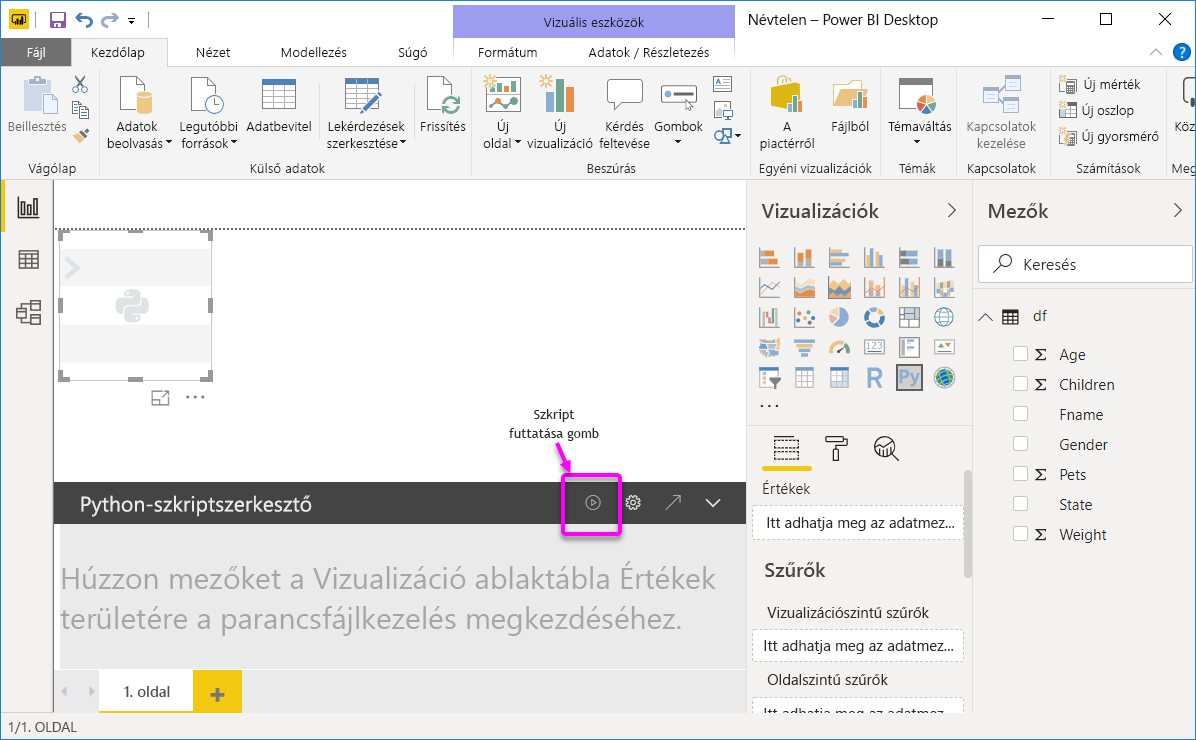 Vizuális eszközök
Névtelen – Power BI Desktop
Fájl
Kezdőlap
Nézet
Modellezés
Súgó
Formátum
Adatok / Részletezés
?
Beillesztés
Adatok
beolvasás
Legutóbbi
források
Adatbevitel
Lekérdezések
szerkesztése
Frissítés
Új
oldal
Új
vizualizáció
Kérdés
feltevése
Gombok
A
piactérről
Fájlból
Témaváltás
Kapcsolatok
kezelése
Új mérték
Új oszlop
Új gyorsmérő
Köz
Vágólap
Külső adatok
Beszúrás
Egyéni vizualizációk
Témák
Kapcsolatok
Számítások
Meg
Vizualizációk
123
R
Py
Értékek
Itt adhatja meg az adatmez...
Szűrők
Vizualizációszintű szűrők
Itt adhatja meg az adatmez...
Oldalszintű szűrők
Itt adhatja meg az adatmez...
Mezők
Keresés
df
Σ Age
Σ Children
Fname
Gender
Σ Pets
State
Σ Weight
Szkript
futtatása gomb
Python-szkriptszerkesztő
Húzzon mezőket a Vizualizáció ablaktábla Értékek
területére a parancsfájlkezelés megkezdéséhez.
1. oldal
+
1/1. OLDAL